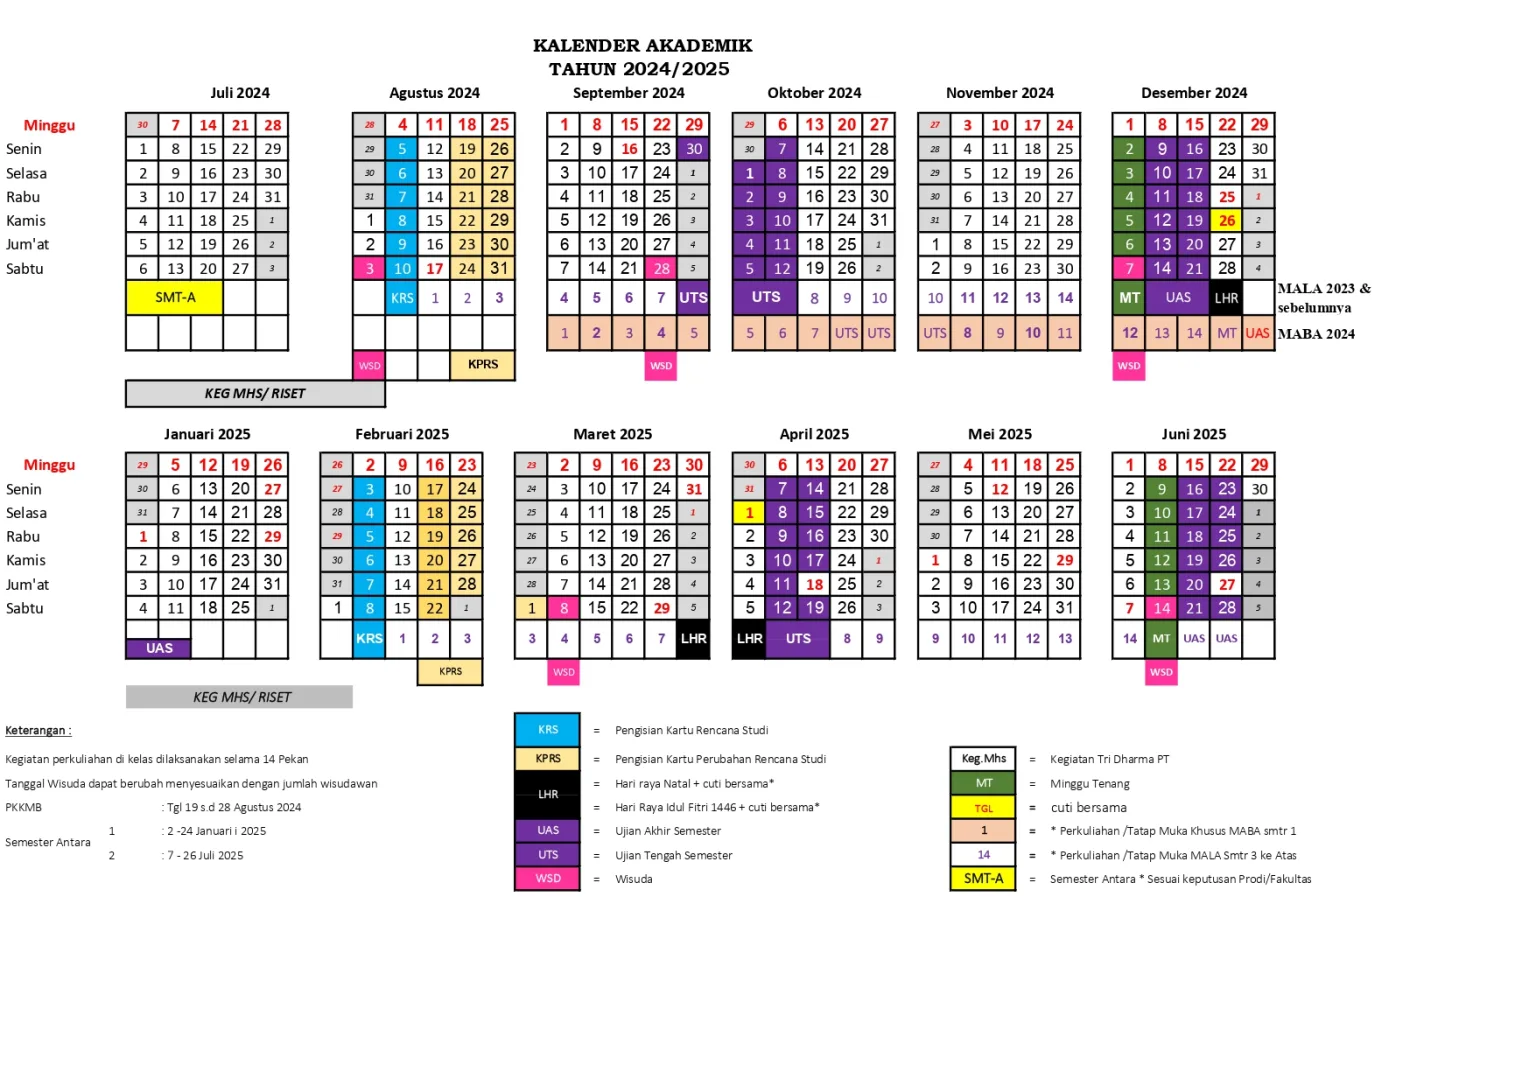 KALENDER AKADEMIK
TAHUN 2024/2025
Juli 2024 Agustus 2024 September 2024 Oktober 2024 November 2024 Desember 2024
Minggu 30 7 14 21 28 28 4 11 18 25 1 8 15 22 29 29 6 13 20 27 27 3 10 17 24 1 8 15 22 29
Senin 1 8 15 22 29 29 5 12 19 26 2 9 16 23 30 30 7 14 21 28 28 4 11 18 25 2 9 16 23 30
Selasa 2 9 16 23 30 30 6 13 20 27 3 10 17 24 1 1 8 15 22 29 29 5 12 19 26 3 10 17 24 31
Rabu 3 10 17 24 31 31 7 14 21 28 4 11 18 25 2 2 9 16 23 30 30 6 13 20 27 4 11 18 25 1
Kamis 4 11 18 25 1 1 8 15 22 29 5 12 19 26 3 3 10 17 24 31 31 7 14 21 28 5 12 19 26 2
Jum'at 5 12 19 26 2 2 9 16 23 30 6 13 20 27 4 4 11 18 25 1 1 8 15 22 29 6 13 20 27 3
Sabtu 6 13 20 27 3 3 10 17 24 31 7 14 21 28 5 5 12 19 26 2 2 9 16 23 30 7 14 21 28 4
SMT-A KRS 1 2 3 4 5 6 7 UTS UTS 8 9 10 10 11 12 13 14 MT UAS LHR MALA 2023 &
sebelumnya
1 2 3 4 5 5 6 7 UTS UTS UTS 8 9 10 11 12 13 14 MT UAS MABA 2024
WSD KPRS WSD WSD
KEG MHS/ RISET
Januari 2025 Februari 2025 Maret 2025 April 2025 Mei 2025 Juni 2025
Minggu 29 5 12 19 26 26 2 9 16 23 23 2 9 16 23 30 30 6 13 20 27 27 4 11 18 25 1 8 15 22 29
Senin 30 6 13 20 27 27 3 10 17 24 24 3 10 17 24 31 31 7 14 21 28 28 5 12 19 26 2 9 16 23 30
Selasa 31 7 14 21 28 28 4 11 18 25 25 4 11 18 25 1 1 8 15 22 29 29 6 13 20 27 3 10 17 24 1
Rabu 1 8 15 22 29 29 5 12 19 26 26 5 12 19 26 2 2 9 16 23 30 30 7 14 21 28 4 11 18 25 2
Kamis 2 9 16 23 30 30 6 13 20 27 27 6 13 20 27 3 3 10 17 24 1 1 8 15 22 29 5 12 19 26 3
Jum'at 3 10 17 24 31 31 7 14 21 28 28 7 14 21 28 4 4 11 18 25 2 2 9 16 23 30 6 13 20 27 4
Sabtu 4 11 18 25 1 1 8 15 22 1 1 8 15 22 29 5 5 12 19 26 3 3 10 17 24 31 7 14 21 28 5
UAS KRS 1 2 3 3 4 5 6 7 LHR LHR UTS 8 9 9 10 11 12 13 14 MT UAS UAS
KPRS WSD WSD
KEG MHS/ RISET
Keterangan :
Kegiatan perkuliahan di kelas dilaksanakan selama 14 Pekan
Tanggal Wisuda dapat berubah menyesuaikan dengan jumlah wisudawan
PKKMB : Tgl 19 s.d 28 Agustus 2024
Semester Antara
1 : 2 -24 Januari i 2025
2 : 7 - 26 Juli 2025
KRS = Pengisian Kartu Rencana Studi
KPRS = Pengisian Kartu Perubahan Rencana Studi
LHR = Hari raya Natal + cuti bersama*
= Hari Raya Idul Fitri 1446 + cuti bersama*
UAS = Ujian Akhir Semester
UTS = Ujian Tengah Semester
WSD = Wisuda
Keg.Mhs = Kegiatan Tri Dharma PT
MT = Minggu Tenang
TGL = cuti bersama
1 = * Perkuliahan /Tatap Muka Khusus MABA smtr 1
14 = * Perkuliahan /Tatap Muka MALA Smtr 3 ke Atas
SMT-A = Semester Antara * Sesuai keputusan Prodi/Fakultas